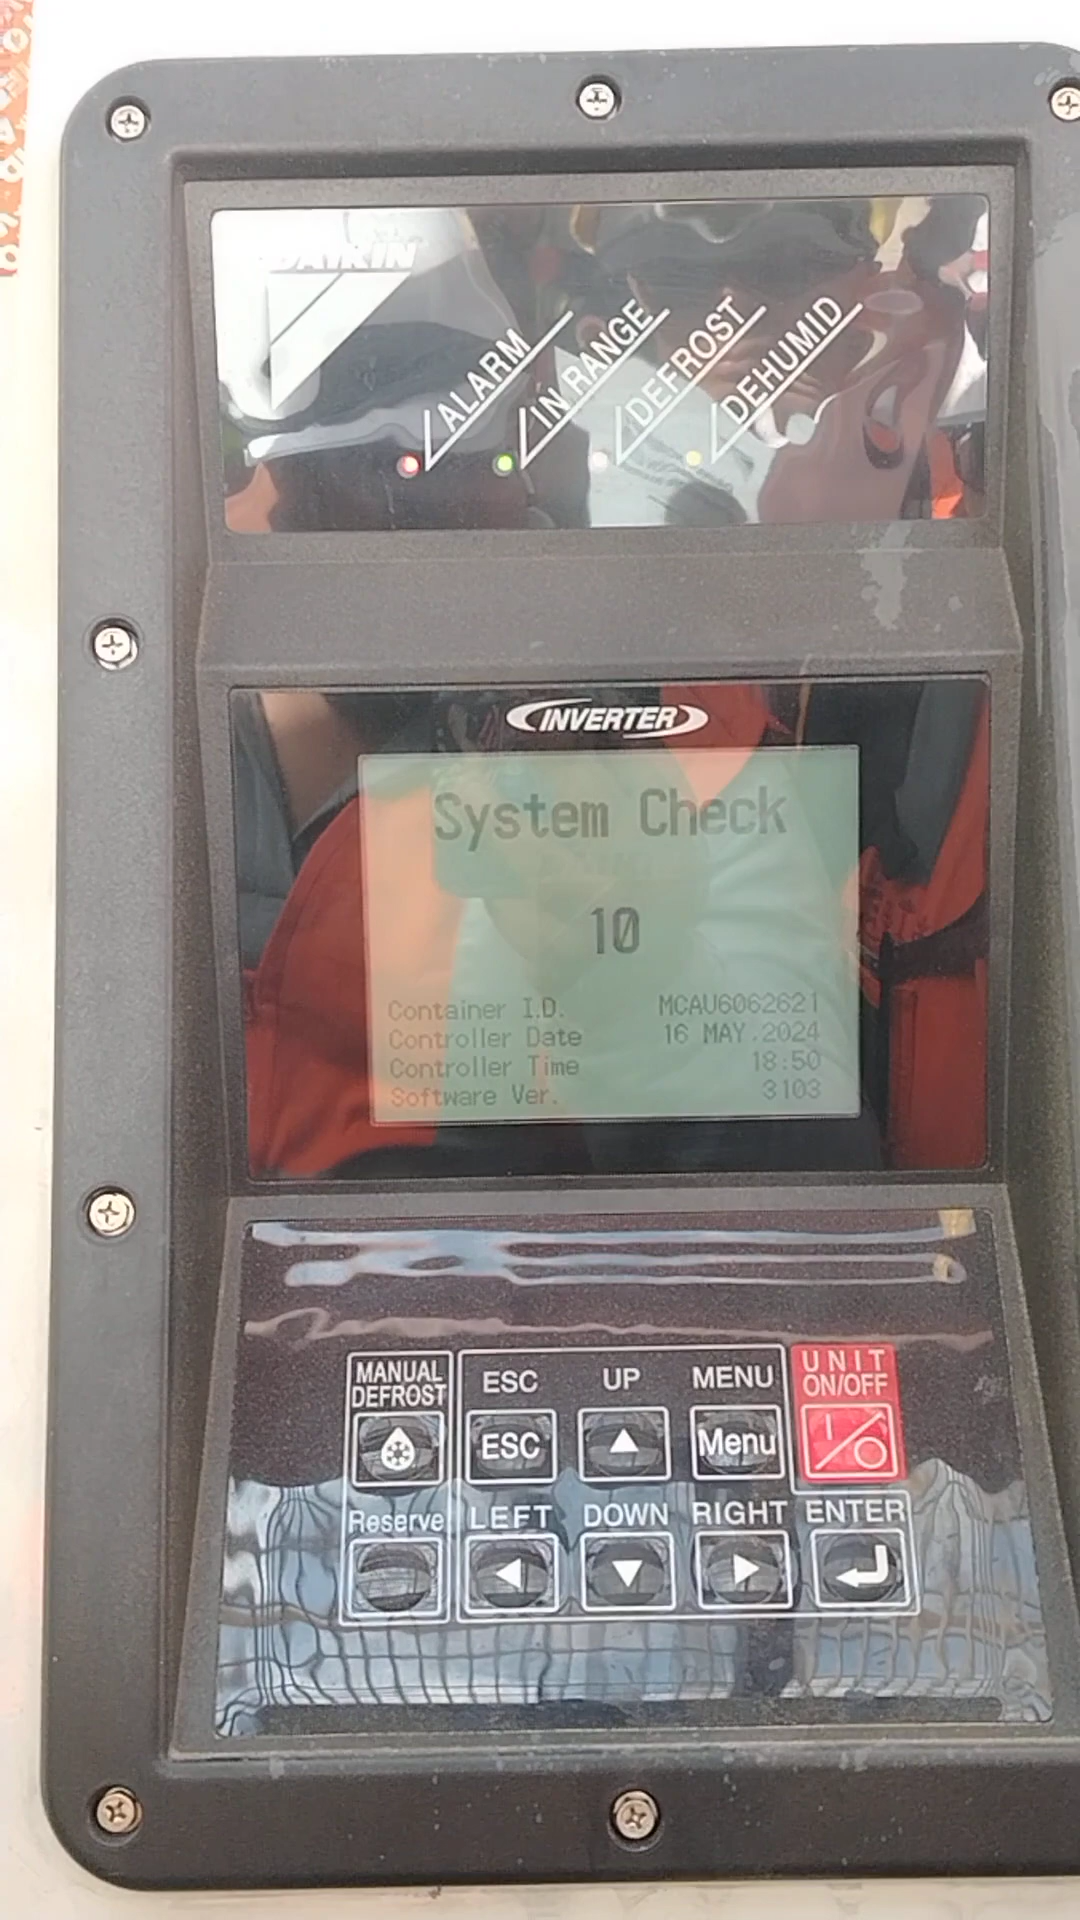 DAIKIN
ALARM
IN RANGE
DEFROST
DEHUMID
INVERTER
System Check
10
Container I.D. MCAU6062621
Controller Date 16 MAY.2024
Controller Time 18:50
Software Ver. 3103
MANUAL DEFROST
ESC
UP
MENU
UNIT ON/OFF
ESC
Menu
Reserve
LEFT
DOWN
RIGHT
ENTER